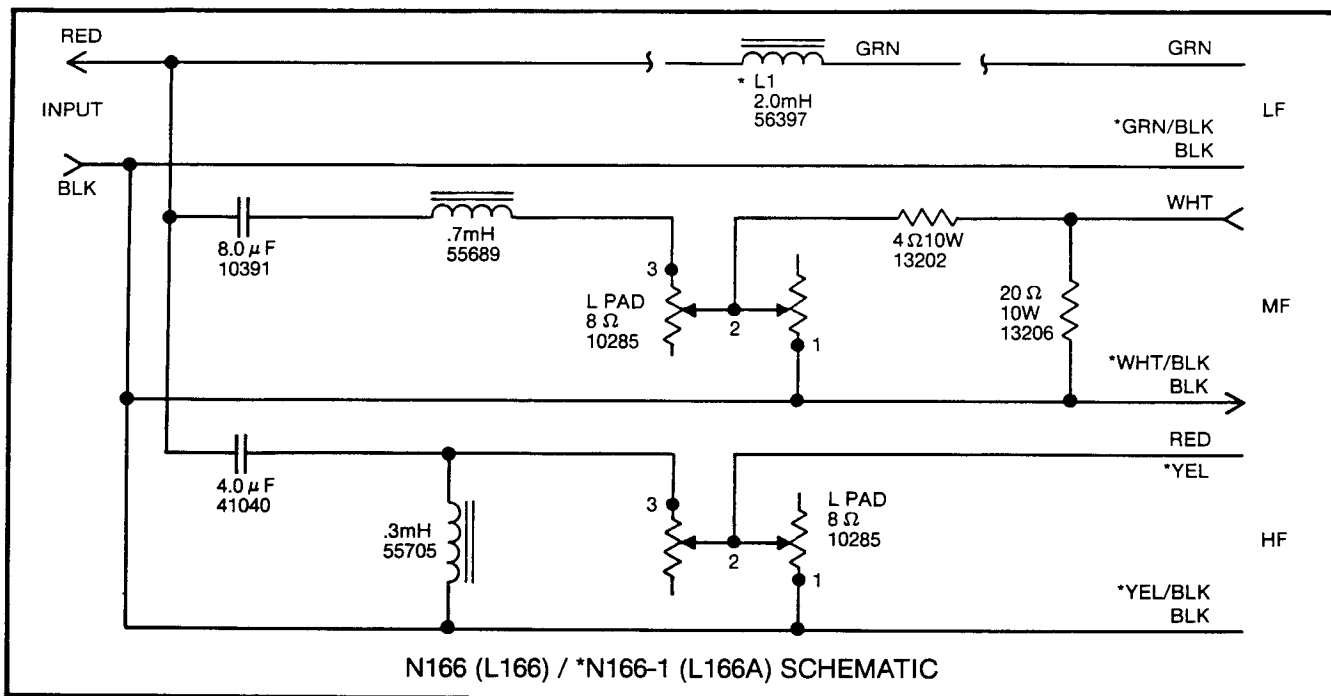 RED
GRN
GRN
* L1
2.0mH
56397
INPUT
LF
*GRN/BLK
BLK
BLK
WHT
8.0 μF
10391
.7mH
55689
4 Ω 10W
13202
3
L PAD
8 Ω
10285
2
1
20 Ω
10W
13206
MF
*WHT/BLK
BLK
RED
*YEL
4.0 μF
41040
.3mH
55705
3
2
L PAD
8 Ω
10285
1
HF
*YEL/BLK
BLK
N166 (L166) / *N166-1 (L166A) SCHEMATIC